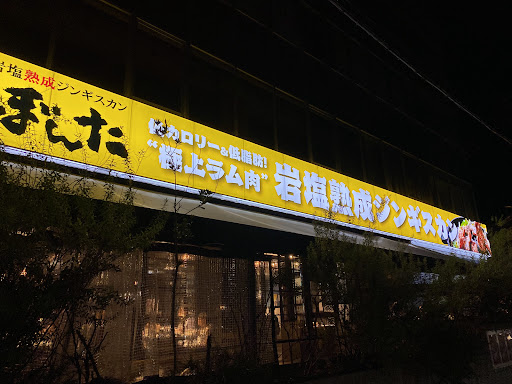 岩塩熟成ジンギスカン
ぽんた
低カロリー&低脂肪!
“極上ラム肉”
岩塩熟成ジンギスカン